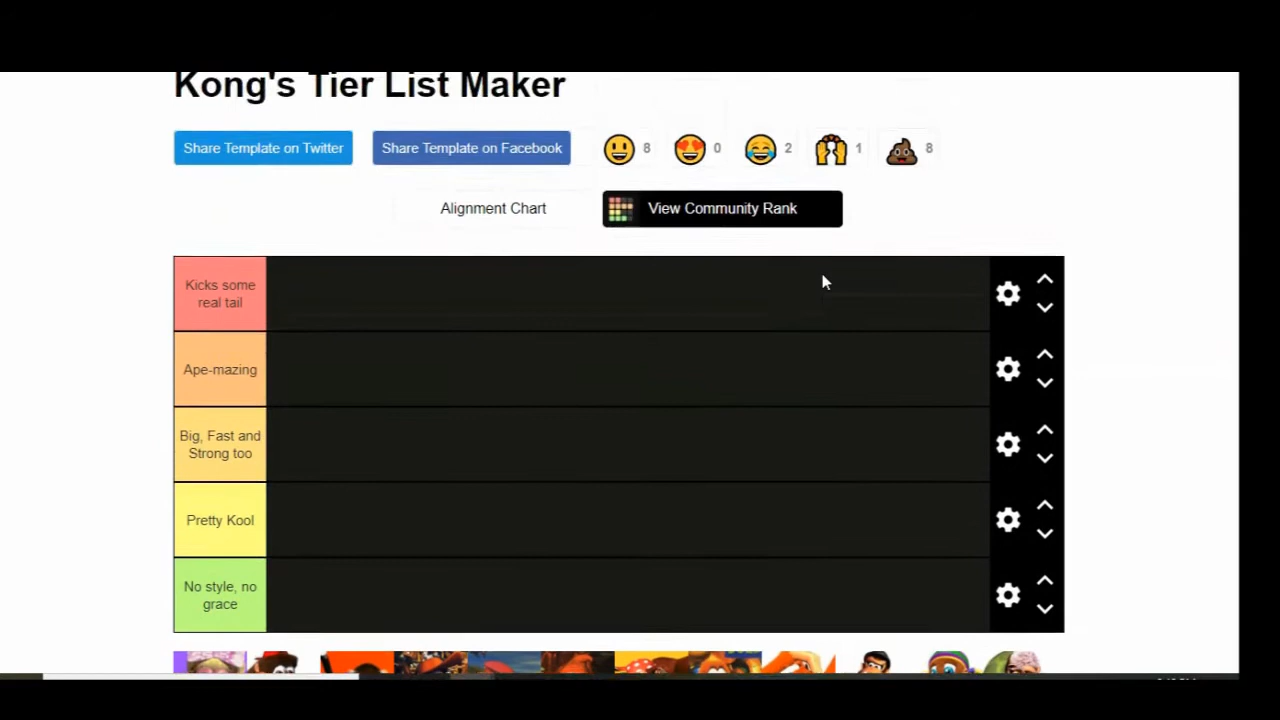 Kong's Tier List Maker
Share Template on Twitter
Share Template on Facebook
8
0
2
1
8
Alignment Chart
View Community Rank
Kicks some
real tail
Ape-mazing
Big, Fast and
Strong too
Pretty Kool
No style, no
grace